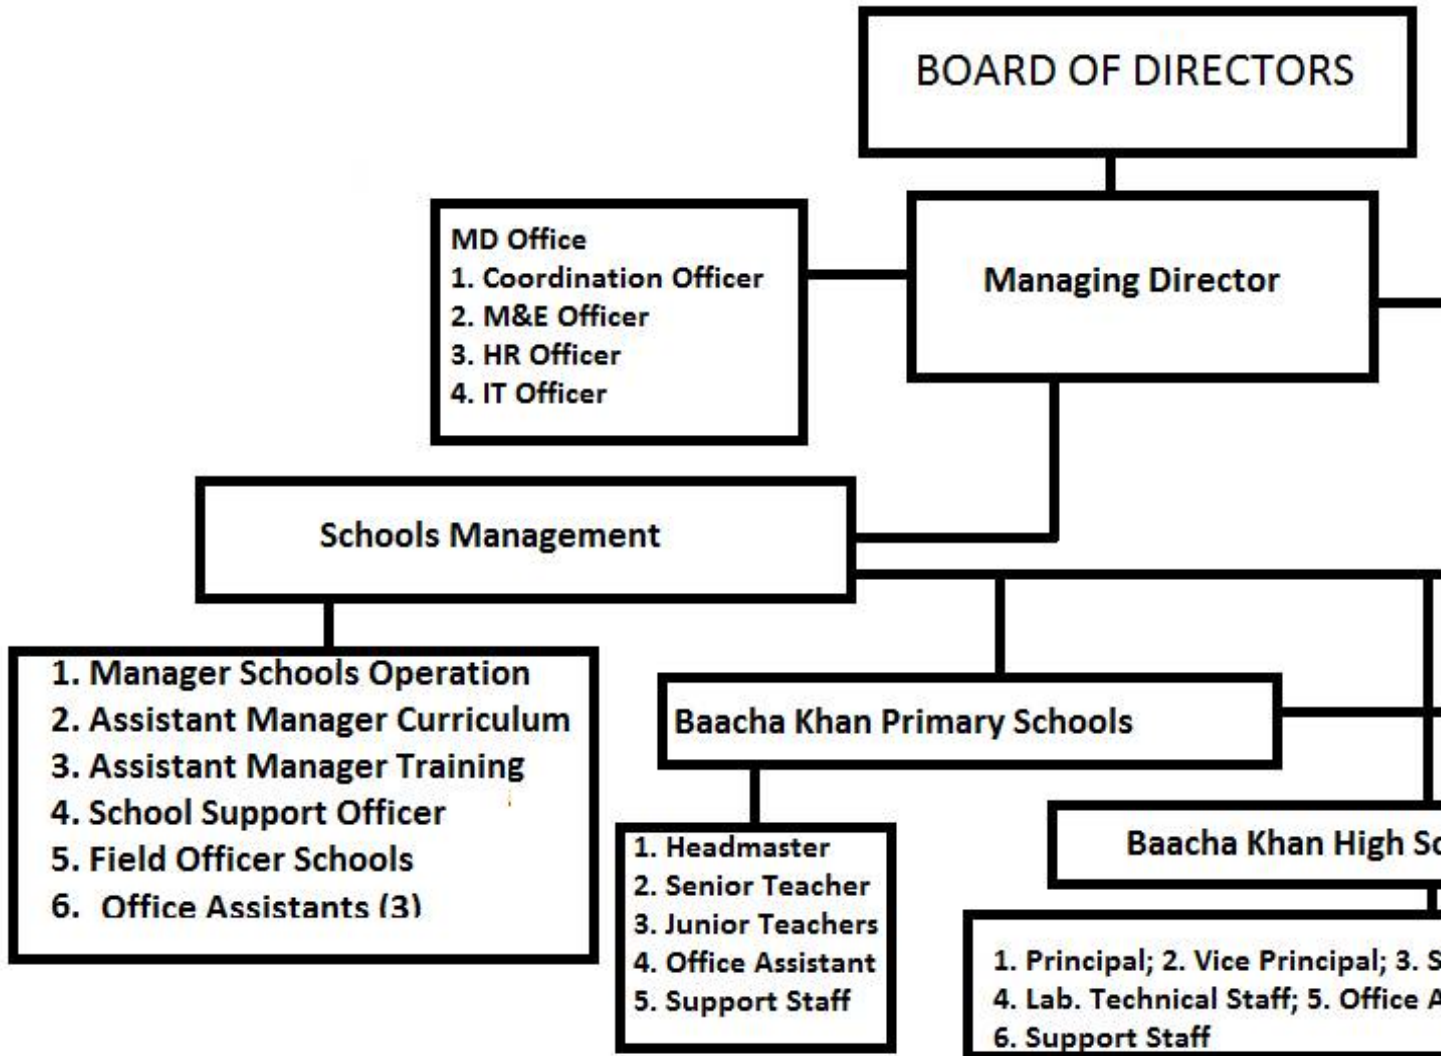 BOARD OF DIRECTORS
MD Office
1. Coordination Officer
2. M&E Officer
3. HR Officer
4. IT Officer
Managing Director
Schools Management
1. Manager Schools Operation
2. Assistant Manager Curriculum
3. Assistant Manager Training
4. School Support Officer
5. Field Officer Schools
6. Office Assistants (3)
Baacha Khan Primary Schools
1. Headmaster
2. Senior Teacher
3. Junior Teachers
4. Office Assistant
5. Support Staff
Baacha Khan High
1. Principal; 2. Vice Principal; 3.
4. Lab. Technical Staff; 5. Office
6. Support Staff